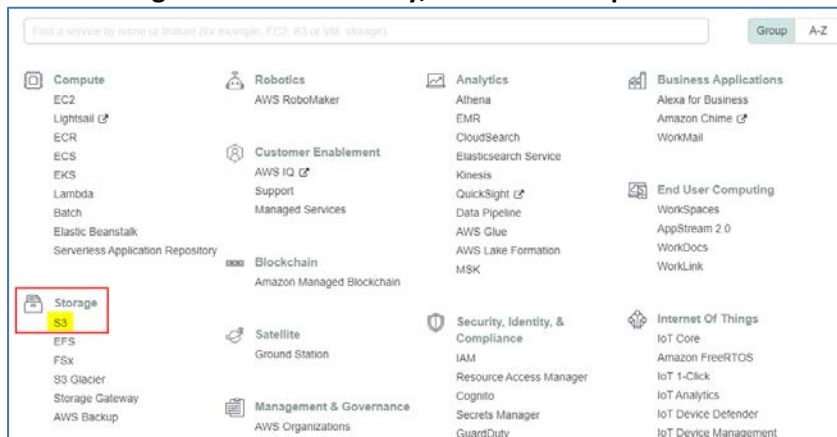 Find a service by name or feature (for example, EC2, S3 or VM, storage).
Group
A-Z
Compute
EC2
Lightsail
ECR
ECS
EKS
Lambda
Batch
Elastic Beanstalk
Serverless Application Repository
Storage
S3
EFS
FSx
S3 Glacier
Storage Gateway
AWS Backup
Robotics
AWS RoboMaker
Customer Enablement
AWS IQ
Support
Managed Services
Blockchain
Amazon Managed Blockchain
Satellite
Ground Station
Management & Governance
AWS Organizations
Analytics
Athena
EMR
CloudSearch
Elasticsearch Service
Kinesis
QuickSight
Data Pipeline
AWS Glue
AWS Lake Formation
MSK
Security, Identity, &
Compliance
IAM
Resource Access Manager
Cognito
Secrets Manager
GuardDuty
Business Applications
Alexa for Business
Amazon Chime
WorkMail
End User Computing
WorkSpaces
AppStream 2.0
WorkDocs
WorkLink
Internet Of Things
IoT Core
Amazon FreeRTOS
IoT 1-Click
IoT Analytics
IoT Device Defender
IoT Device Management